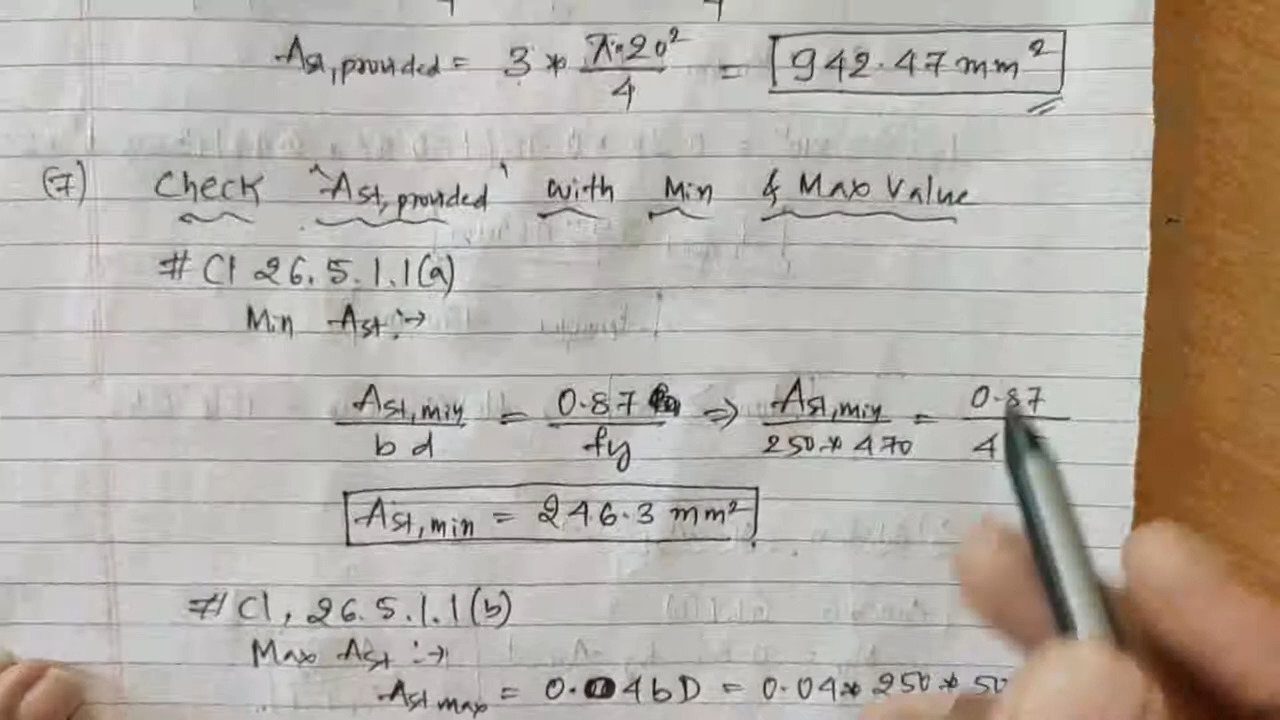 Ast,provided = 3 * π*20² / 4 = 942.47 mm²
(7) Check "Ast,provided" with Min & Max Value
# Cl 26.5.1.1(a)
Min Ast :→
Ast,min / b d = 0.87 / fy ⇒ Ast,min / 250 * 470 = 0.87 / 4
Ast,min = 246.3 mm²
# Cl, 26.5.1.1(b)
Max Ast :→
Ast max = 0.04bD = 0.04 * 250 * 50